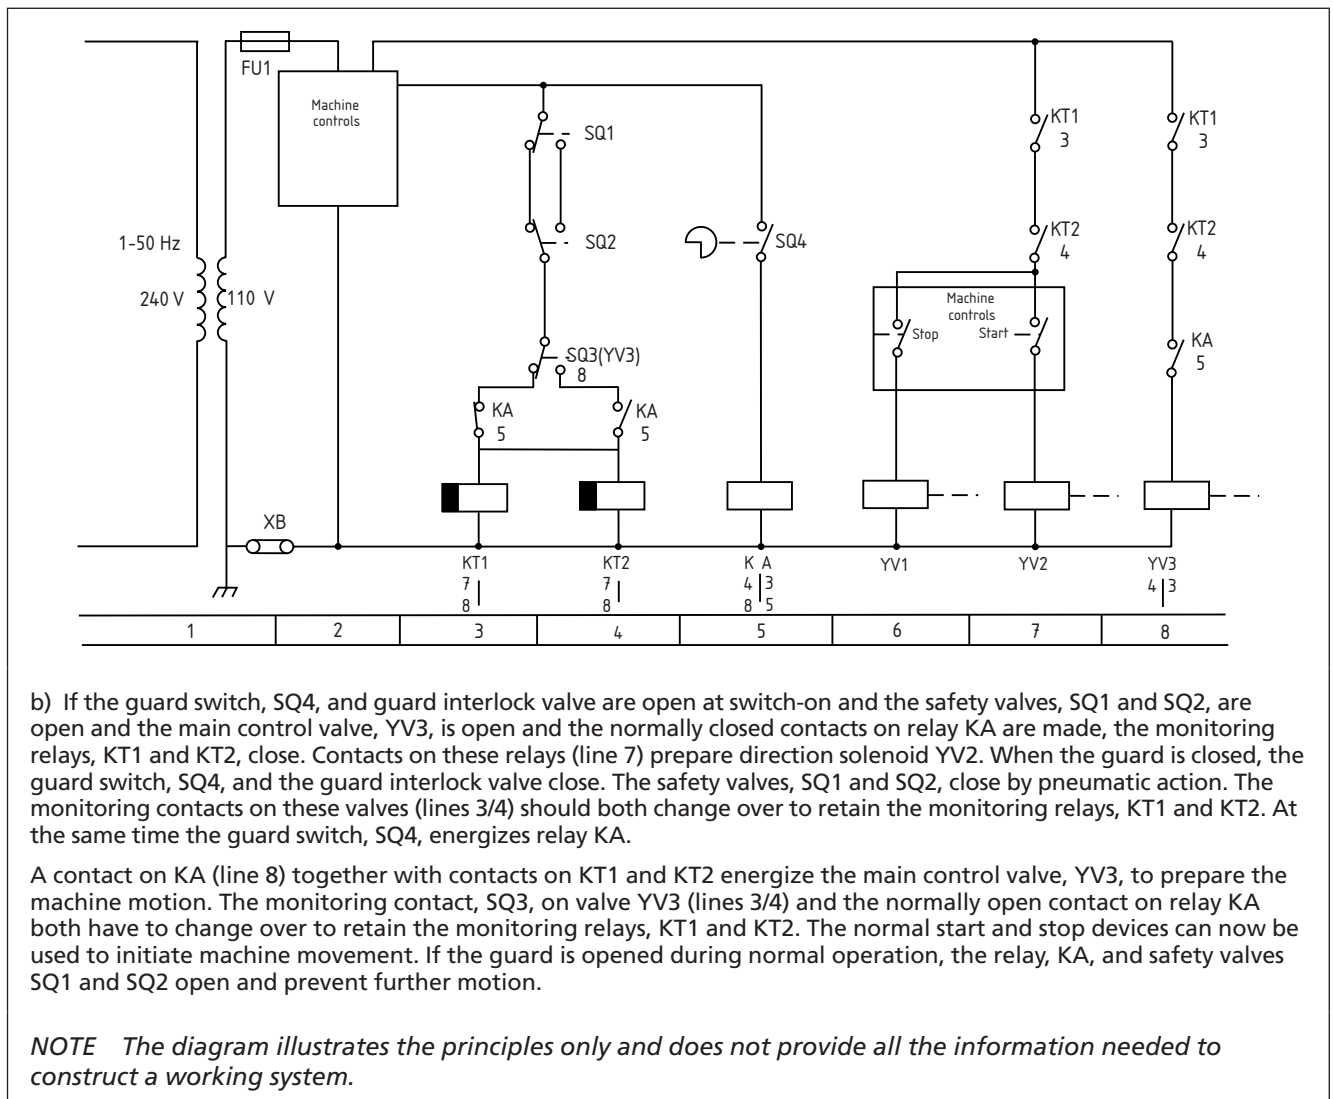 FU1
Machine
controls
SQ1
KT1
3
KT1
3
1-50 Hz
240 V
110 V
SQ2
SQ4
KT2
4
KT2
4
Machine
controls
Stop
Start
SQ3(YV3)
8
KA
5
KA
5
KA
5
XB
KT1
7
8
KT2
7
8
K A
4 3
8 5
YV1
YV2
YV3
4 3
1 2 3 4 5 6 7 8
b) If the guard switch, SQ4, and guard interlock valve are open at switch-on and the safety valves, SQ1 and SQ2, are
open and the main control valve, YV3, is open and the normally closed contacts on relay KA are made, the monitoring
relays, KT1 and KT2, close. Contacts on these relays (line 7) prepare direction solenoid YV2. When the guard is closed, the
guard switch, SQ4, and the guard interlock valve close. The safety valves, SQ1 and SQ2, close by pneumatic action. The
monitoring contacts on these valves (lines 3/4) should both change over to retain the monitoring relays, KT1 and KT2. At
the same time the guard switch, SQ4, energizes relay KA.
A contact on KA (line 8) together with contacts on KT1 and KT2 energize the main control valve, YV3, to prepare the
machine motion. The monitoring contact, SQ3, on valve YV3 (lines 3/4) and the normally open contact on relay KA
both have to change over to retain the monitoring relays, KT1 and KT2. The normal start and stop devices can now be
used to initiate machine movement. If the guard is opened during normal operation, the relay, KA, and safety valves
SQ1 and SQ2 open and prevent further motion.
NOTE The diagram illustrates the principles only and does not provide all the information needed to
construct a working system.